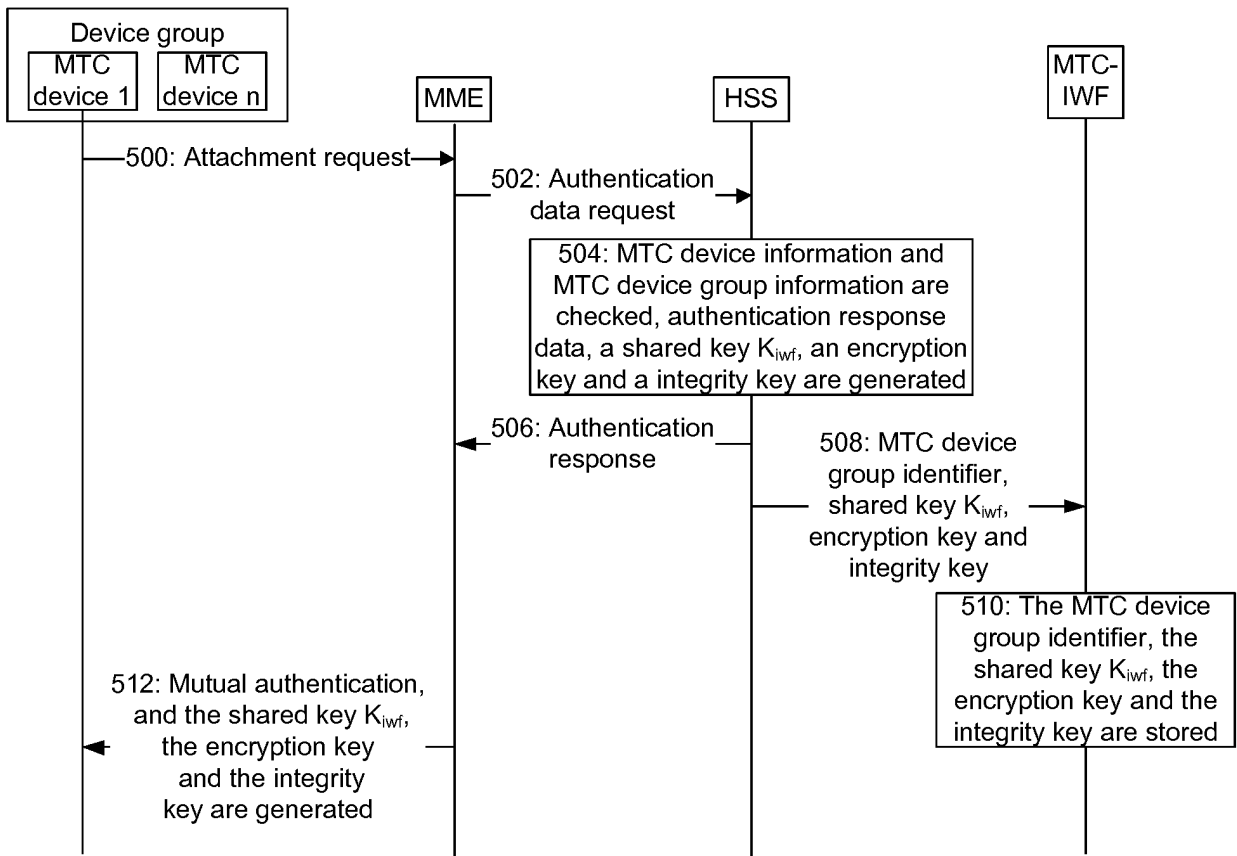 Device group
MTC
device 1
MTC
device n
MME
HSS
MTC-
IWF
500: Attachment request
502: Authentication
data request
504: MTC device information and
MTC device group information are
checked, authentication response
data, a shared key Kiwf, an encryption
key and a integrity key are generated
506: Authentication
response
508: MTC device
group identifier,
shared key Kiwf,
encryption key and
integrity key
510: The MTC device
group identifier, the
shared key Kiwf, the
encryption key and the
integrity key are stored
512: Mutual authentication,
and the shared key Kiwf,
the encryption key
and the integrity
key are generated